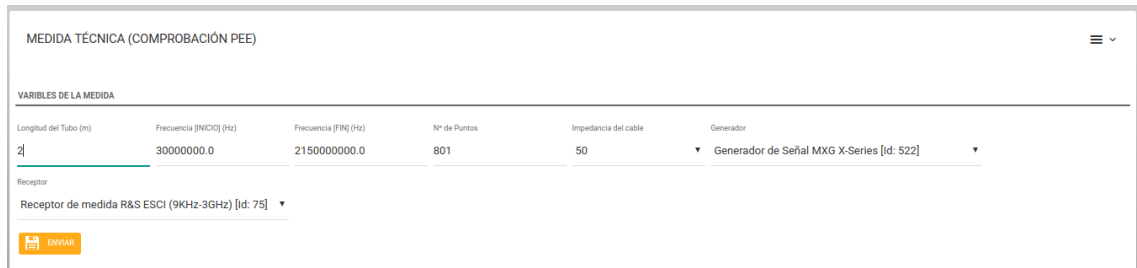 MEDIDA TÉCNICA (COMPROBACIÓN PEE)
VARIBLES DE LA MEDIDA
Longitud del Tubo (m) Frecuencia [INICIO] (Hz) Frecuencia [FIN] (Hz) Nº de Puntos Impedancia del cable Generador
2 30000000.0 2150000000.0 801 50 Generador de Señal MXG X-Series [Id: 522]
Receptor
Receptor de medida R&S ESCI (9KHz-3GHz) [Id: 75]
ENVIAR